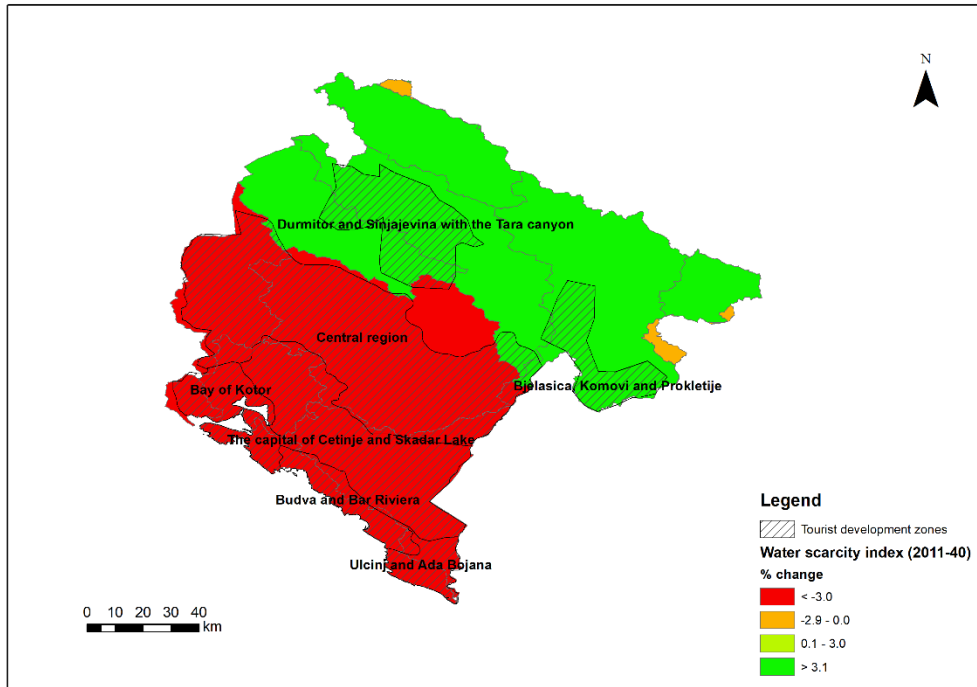 N
Durmitor and Sinjajevina with the Tara canyon
Central region
Bjelasica, Komovi and Prokletije
Bay of Kotor
The capital of Cetinje and Skadar Lake
Budva and Bar Riviera
Ulcinj and Ada Bojana
Legend
Tourist development zones
Water scarcity index (2011-40)
% change
< -3.0
-2.9 - 0.0
0.1 - 3.0
> 3.1
0 10 20 30 40
km